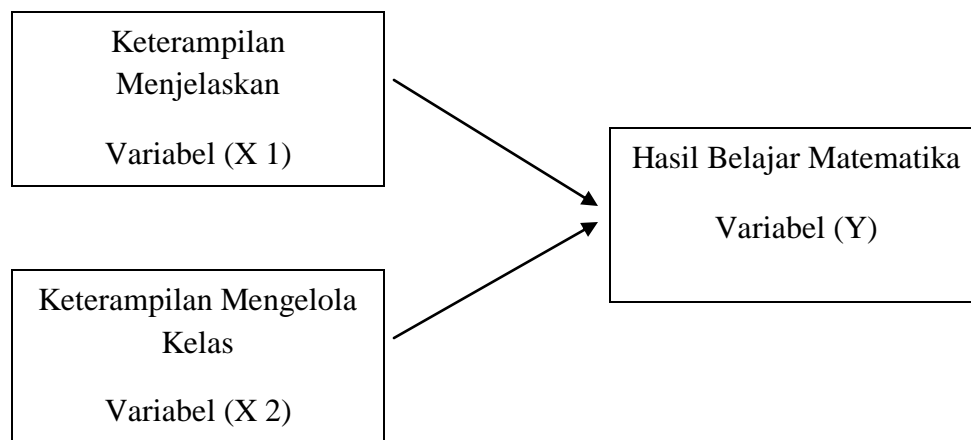 Keterampilan
Menjelaskan
Variabel (X 1)
Hasil Belajar Matematika
Variabel (Y)
Keterampilan Mengelola
Kelas
Variabel (X 2)